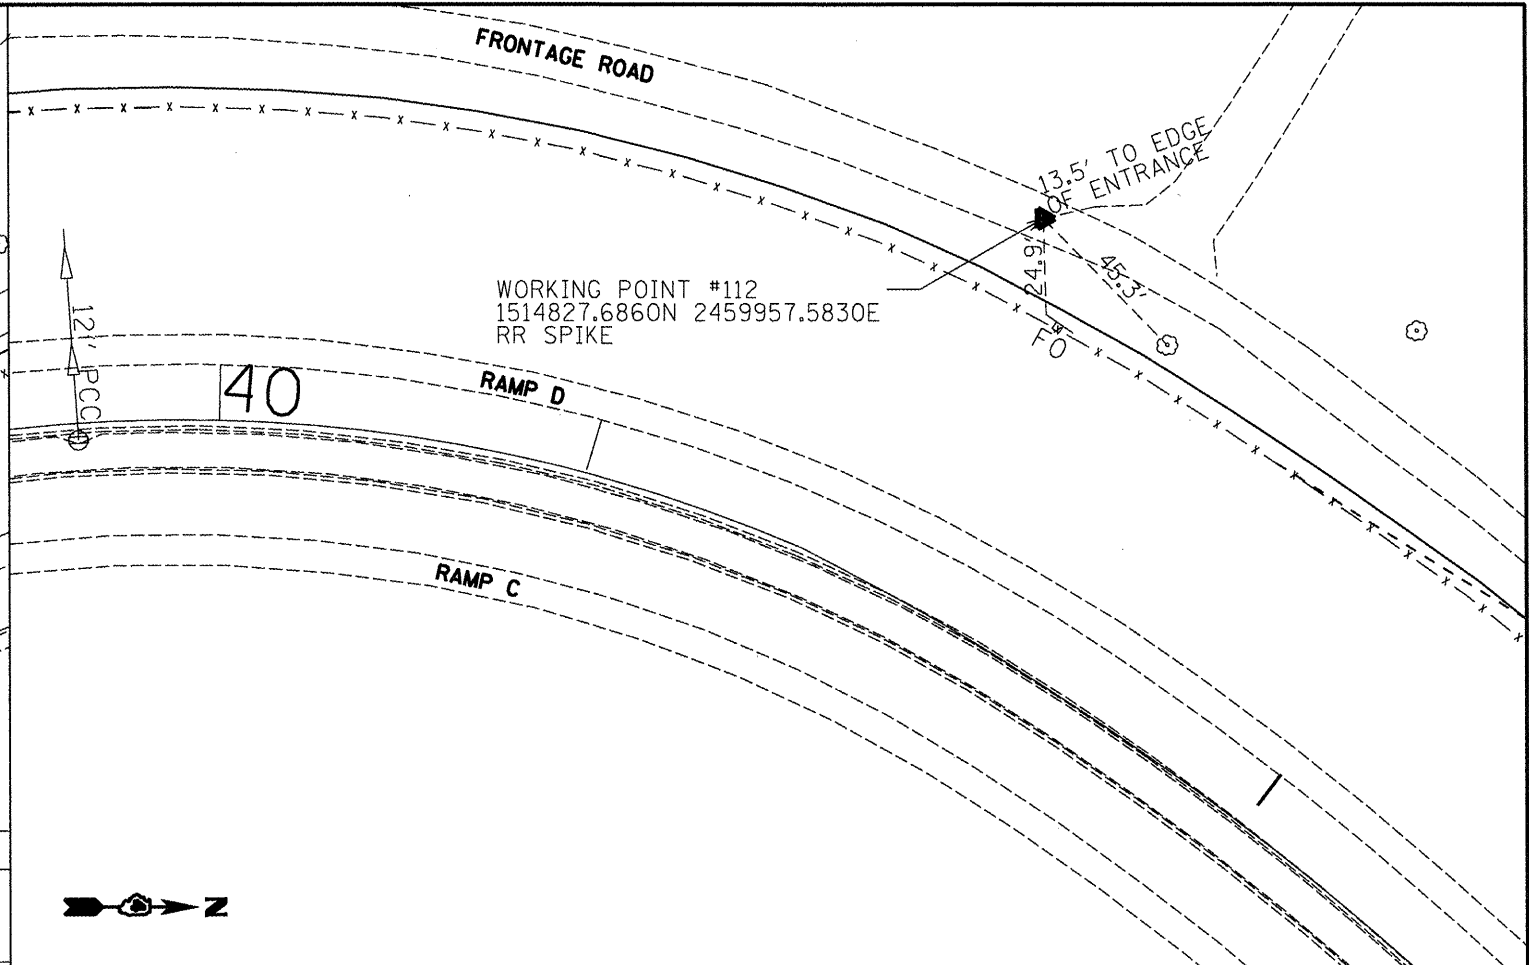 FRONTAGE ROAD
13.5' TO EDGE
OF ENTRANCE
24.9'
45.3'
WORKING POINT #112
1514827.6860N 2459957.5830E
RR SPIKE
FO
12' PCC
40
RAMP D
RAMP C
N